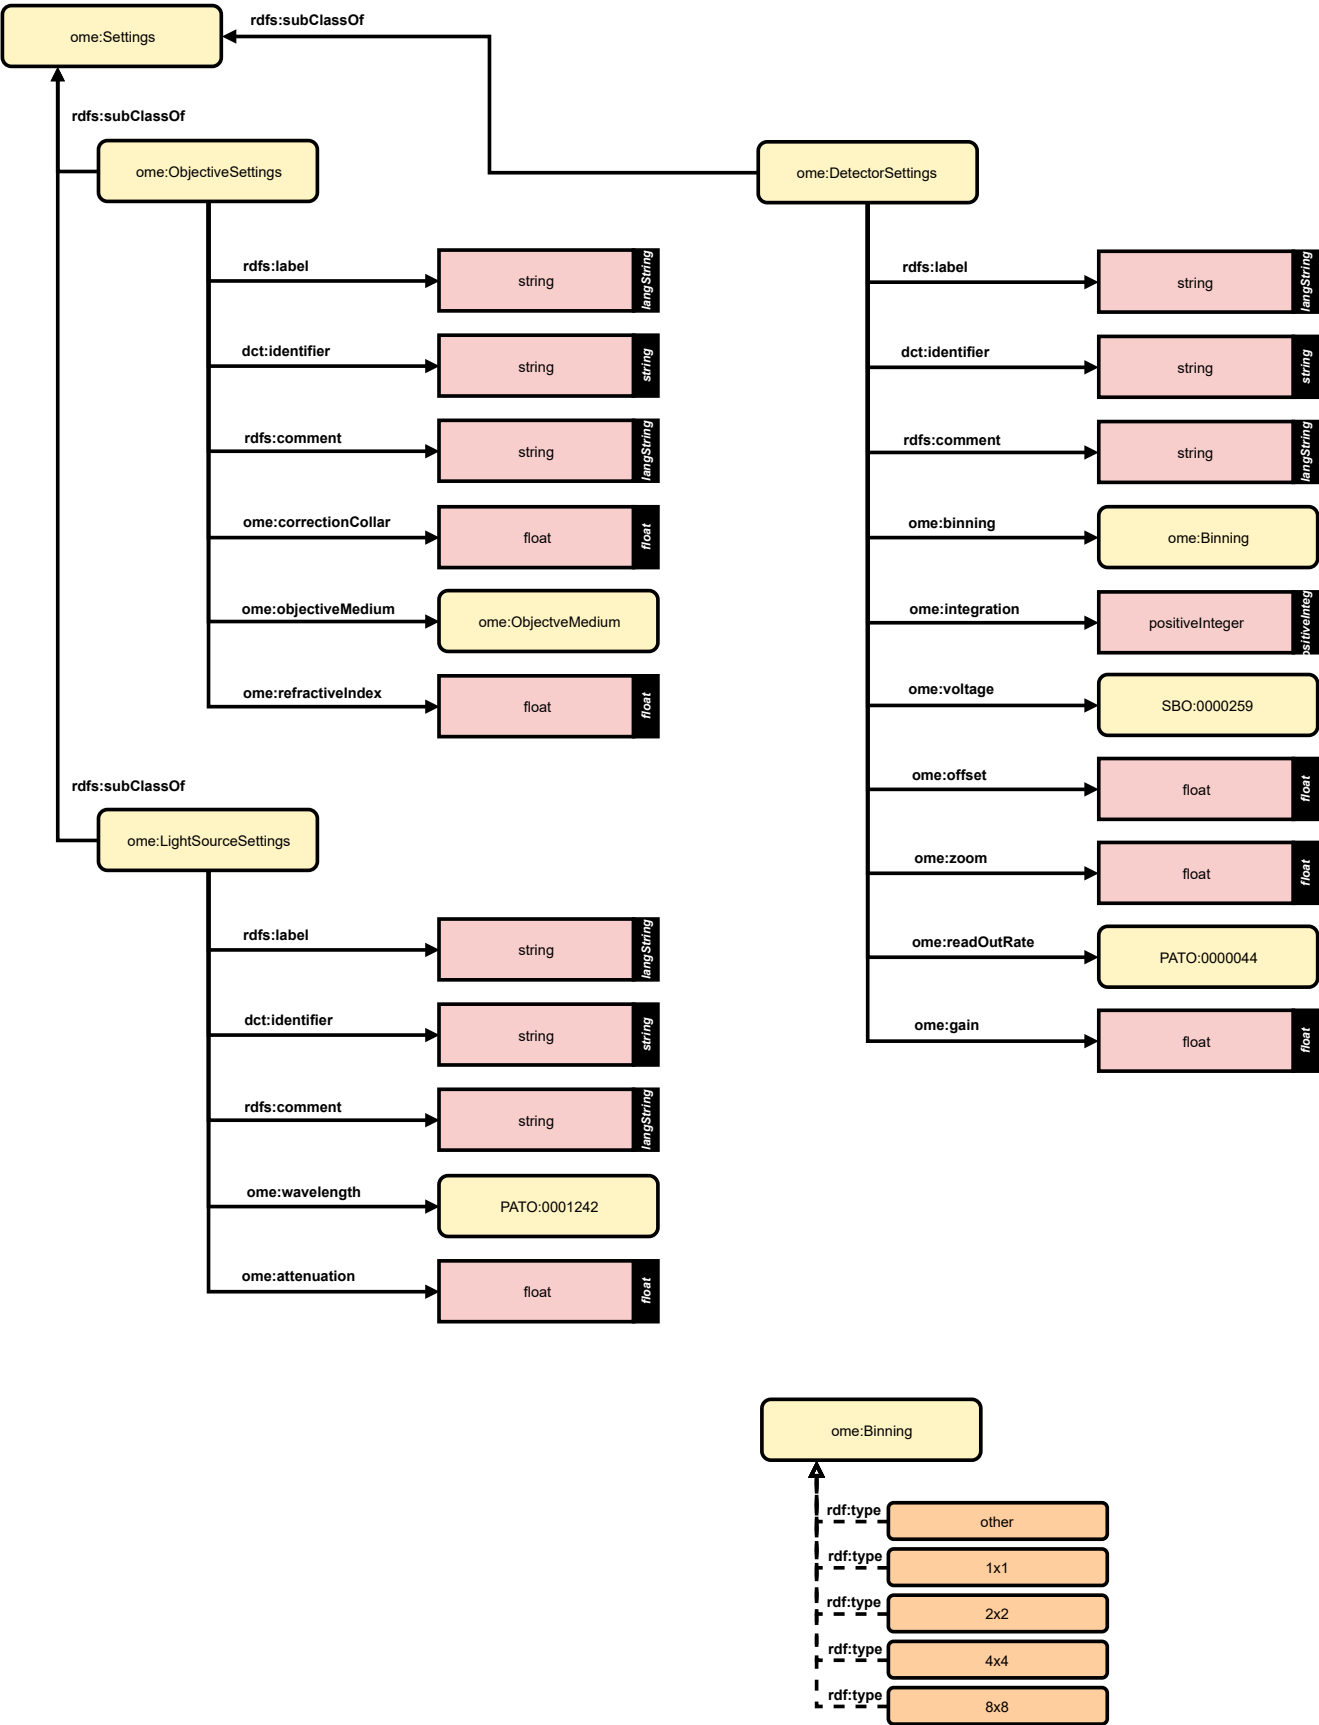 ome:Settings
rdfs:subClassOf
rdfs:subClassOf
ome:ObjectiveSettings
rdfs:label
string
langString
dct:identifier
string
string
rdfs:comment
string
langString
ome:correctionCollar
float
float
ome:objectiveMedium
ome:ObjectveMedium
ome:refractiveIndex
float
float
rdfs:subClassOf
ome:LightSourceSettings
rdfs:label
string
langString
dct:identifier
string
string
rdfs:comment
string
langString
ome:wavelength
PATO:0001242
ome:attenuation
float
float
ome:DetectorSettings
rdfs:label
string
langString
dct:identifier
string
string
rdfs:comment
string
langString
ome:binning
ome:Binning
ome:integration
positiveInteger
ome:voltage
SBO:0000259
ome:offset
float
float
ome:zoom
float
float
ome:readOutRate
PATO:0000044
ome:gain
float
float
ome:Binning
rdf:type
other
rdf:type
1x1
rdf:type
2x2
rdf:type
4x4
rdf:type
8x8